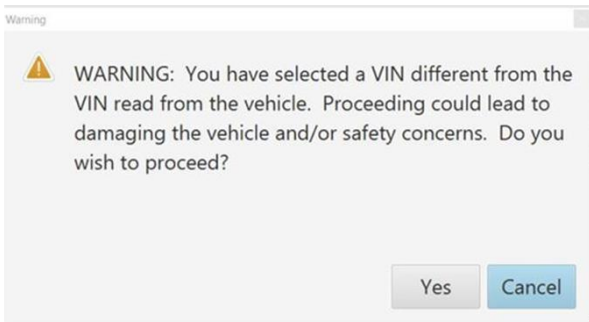 Warning
WARNING: You have selected a VIN different from the
VIN read from the vehicle. Proceeding could lead to
damaging the vehicle and/or safety concerns. Do you
wish to proceed?
Yes
Cancel